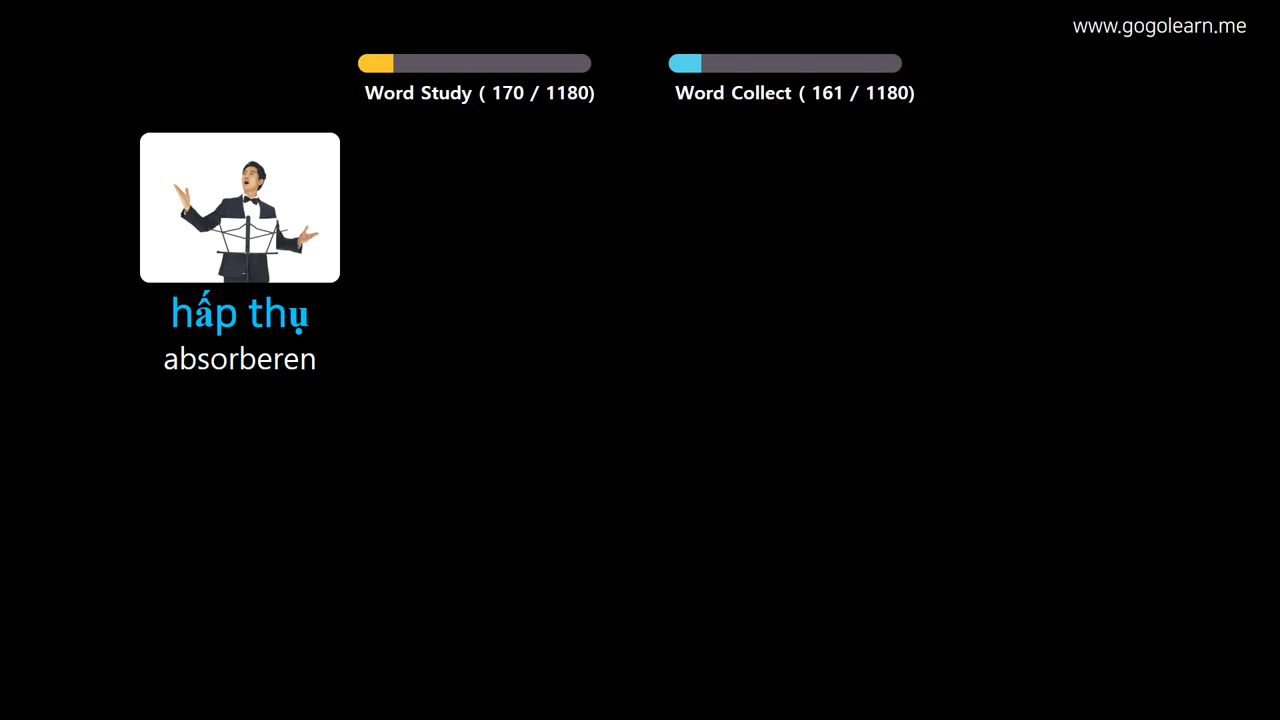 www.gogolearn.me
Word Study ( 170 / 1180)
Word Collect ( 161 / 1180)
hấp thụ
absorberen